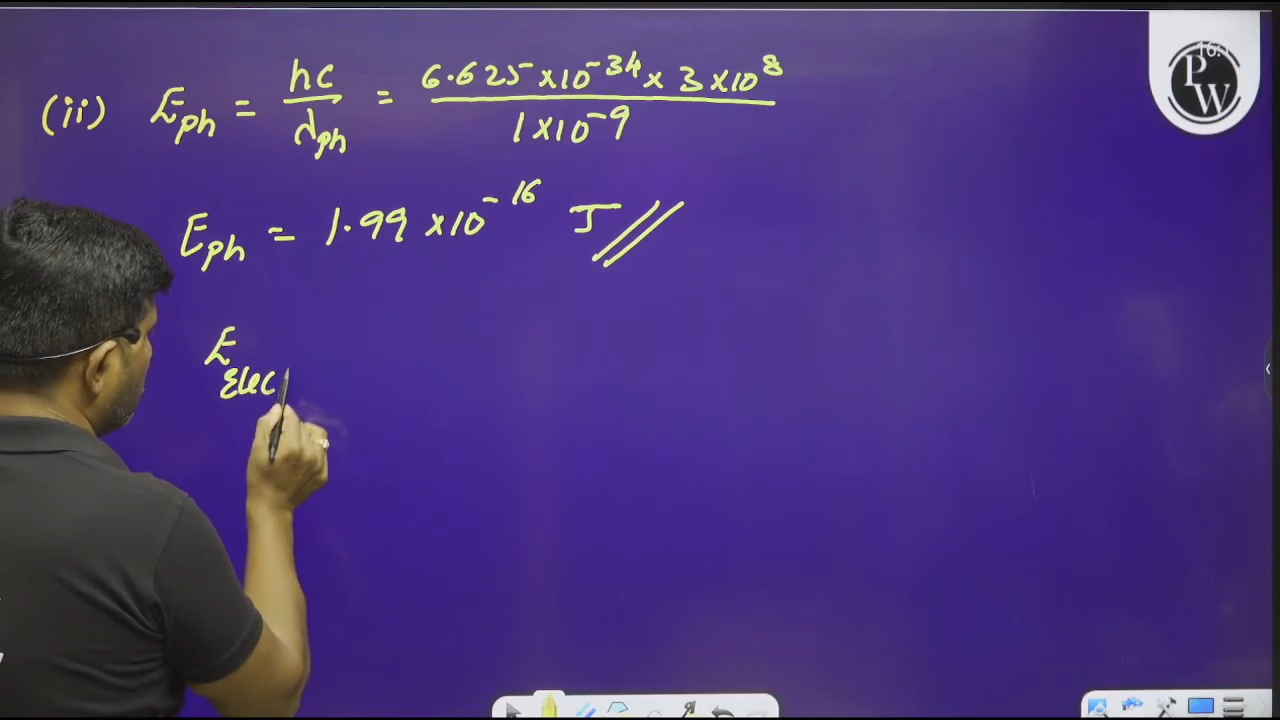 (ii) Eph = hc / λph = 6.625 × 10⁻³⁴ × 3 × 10⁸ / 1 × 10⁻⁹
Eph = 1.99 × 10⁻¹⁶ J //
E Elec
PW